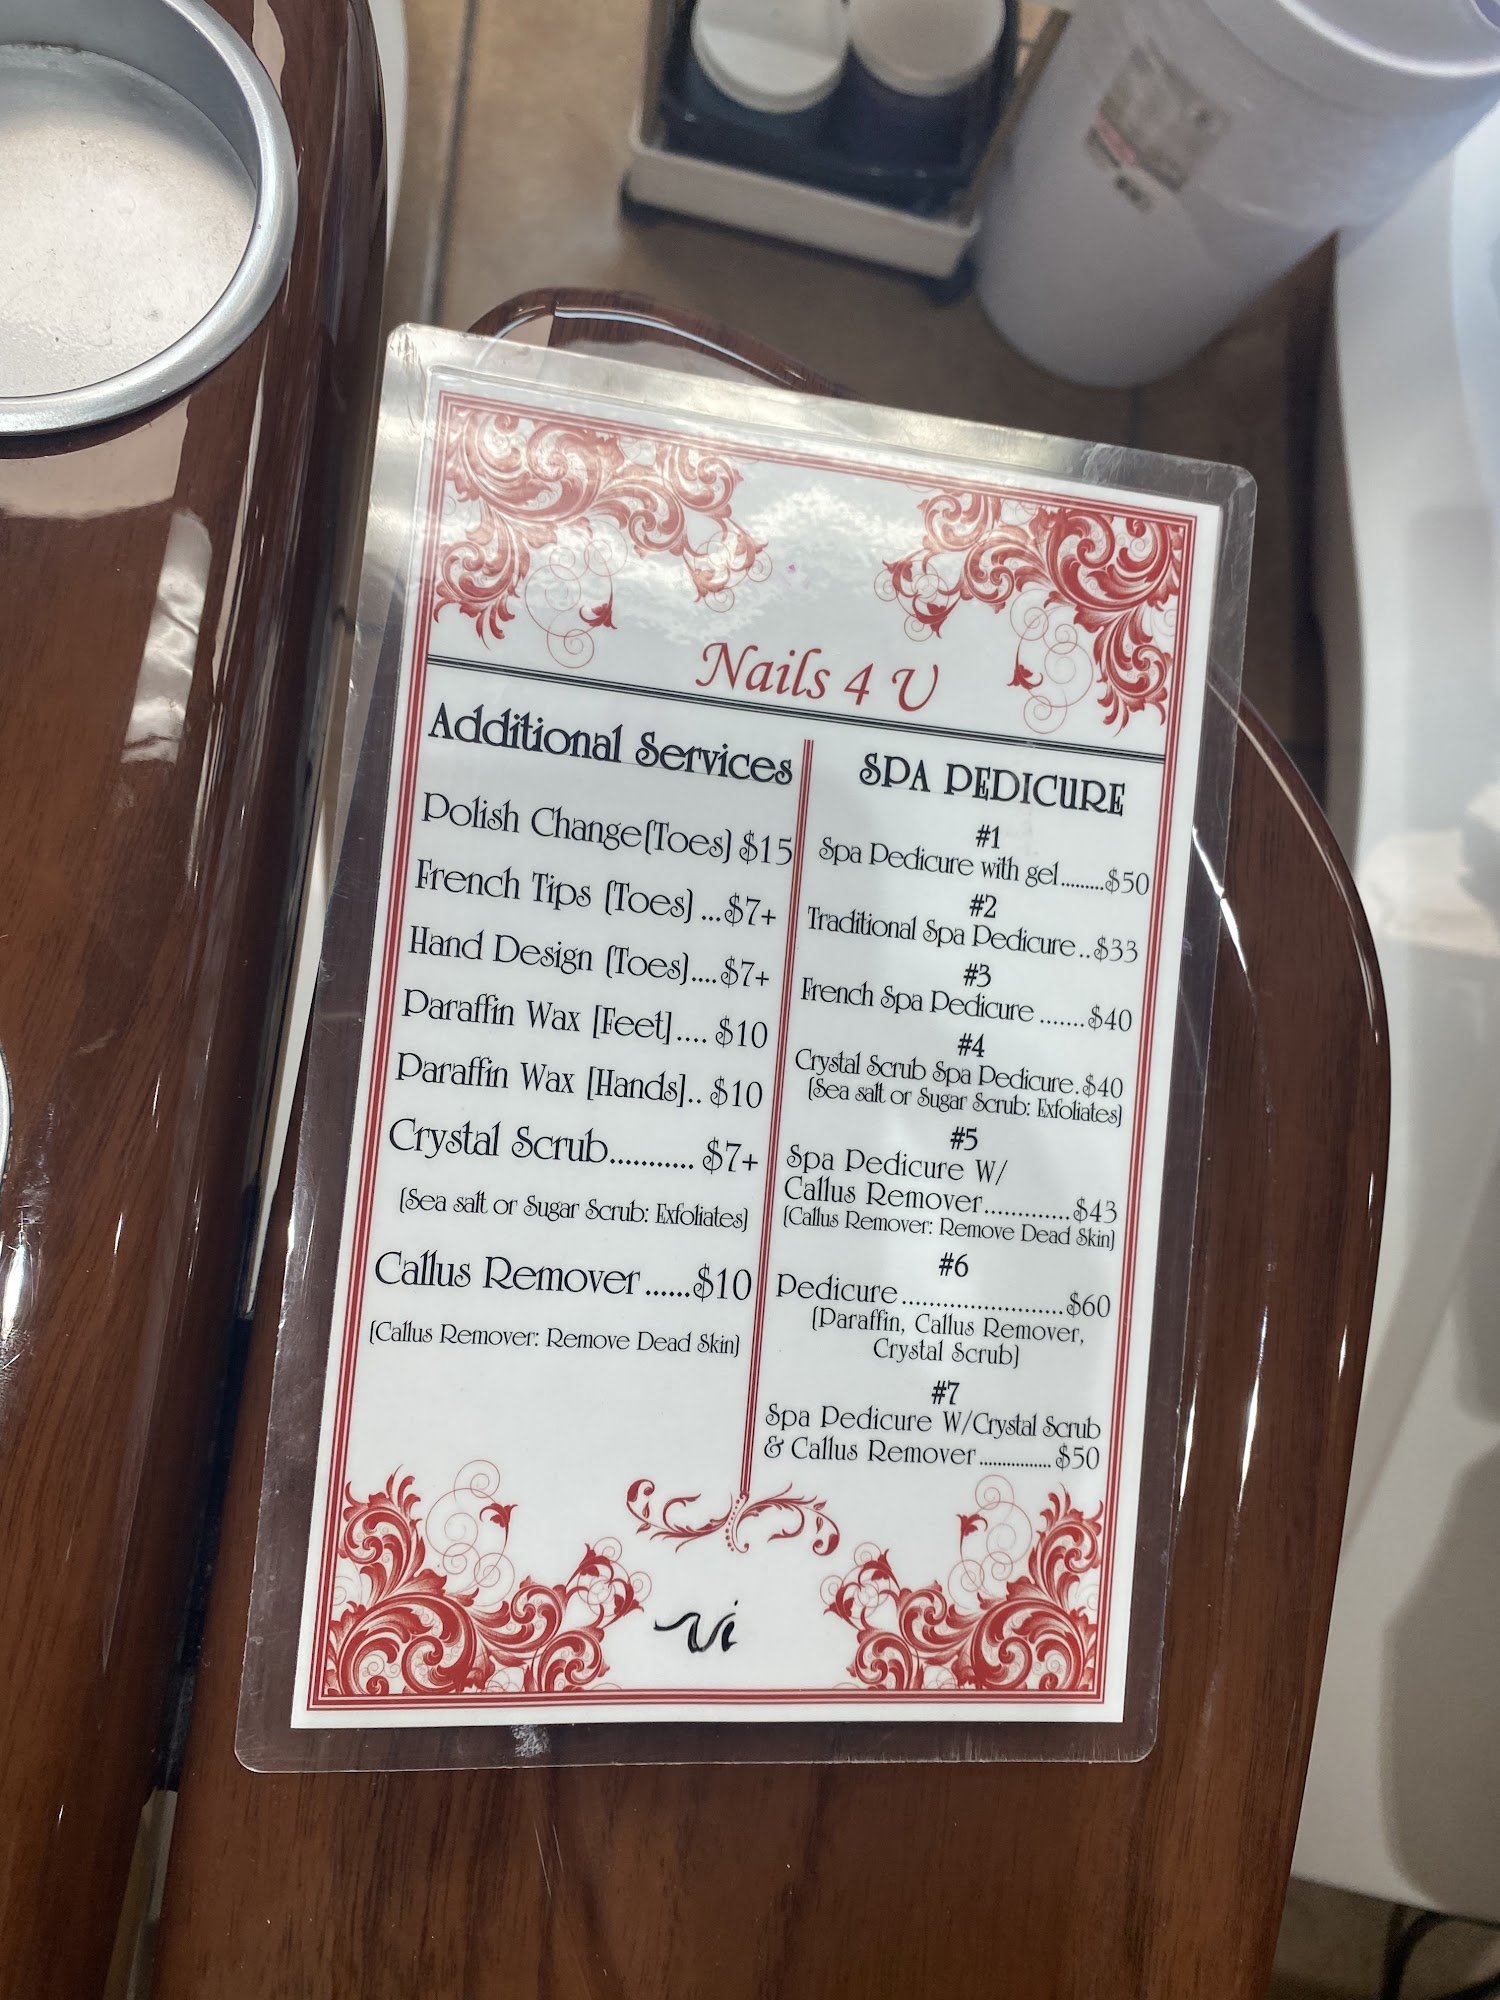 Nails 4 U
Additional Services
Polish Change(Toes) $15
French Tips (Toes) ...$7+
Hand Design (Toes)....$7+
Paraffin Wax [Feet].... $10
Paraffin Wax [Hands].. $10
Crystal Scrub........... $7+
(Sea salt or Sugar Scrub: Exfoliates)
Callus Remover ......$10
(Callus Remover: Remove Dead Skin)
SPA PEDICURE
#1
Spa Pedicure with gel.........$50
#2
Traditional Spa Pedicure..$33
#3
French Spa Pedicure .......$40
#4
Crystal Scrub Spa Pedicure.$40
(Sea salt or Sugar Scrub: Exfoliates)
#5
Spa Pedicure W/
Callus Remover.............$43
(Callus Remover: Remove Dead Skin)
#6
Pedicure.........................$60
(Paraffin, Callus Remover,
Crystal Scrub)
#7
Spa Pedicure W/Crystal Scrub
& Callus Remover.................$50
Vi